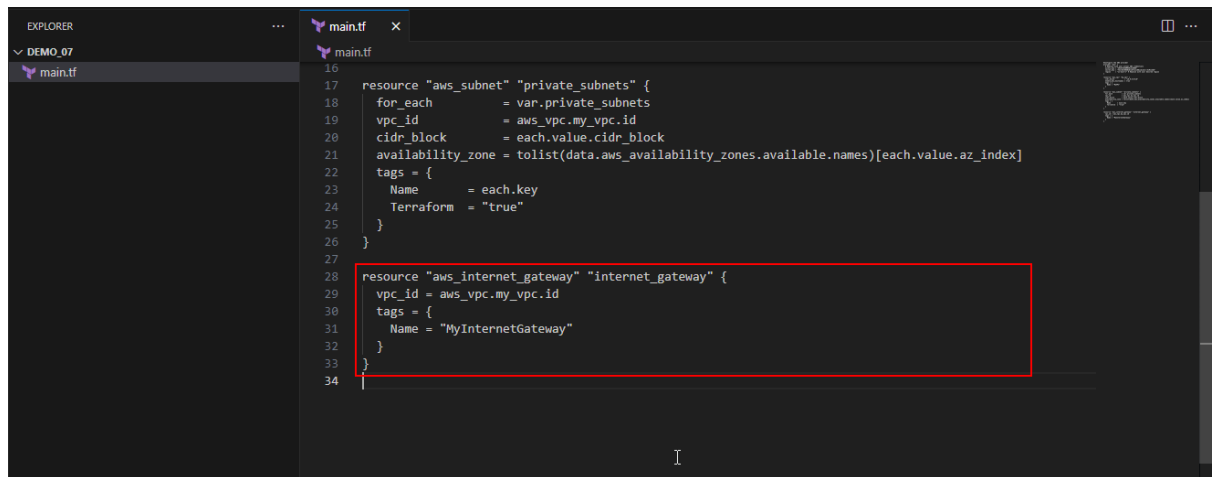 EXPLORER
DEMO_07
main.tf
main.tf
main.tf
16
17 resource "aws_subnet" "private_subnets" {
18 for_each = var.private_subnets
19 vpc_id = aws_vpc.my_vpc.id
20 cidr_block = each.value.cidr_block
21 availability_zone = tolist(data.aws_availability_zones.available.names)[each.value.az_index]
22 tags = {
23 Name = each.key
24 Terraform = "true"
25 }
26 }
27
28 resource "aws_internet_gateway" "internet_gateway" {
29 vpc_id = aws_vpc.my_vpc.id
30 tags = {
31 Name = "MyInternetGateway"
32 }
33 }
34